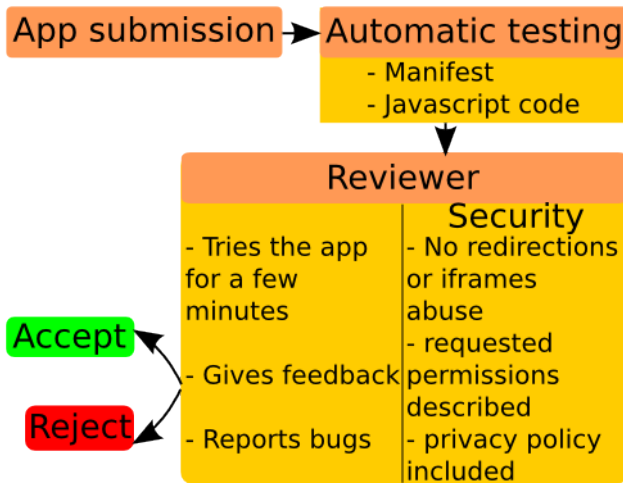 App submission
Automatic testing
- Manifest
- Javascript code
Reviewer
- Tries the app
for a few
minutes
- Gives feedback
- Reports bugs
Security
- No redirections
or iframes
abuse
- requested
permissions
described
- privacy policy
included
Accept
Reject